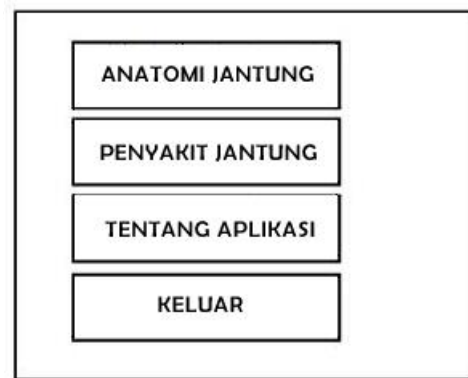 ANATOMI JANTUNG
PENYAKIT JANTUNG
TENTANG APLIKASI
KELUAR